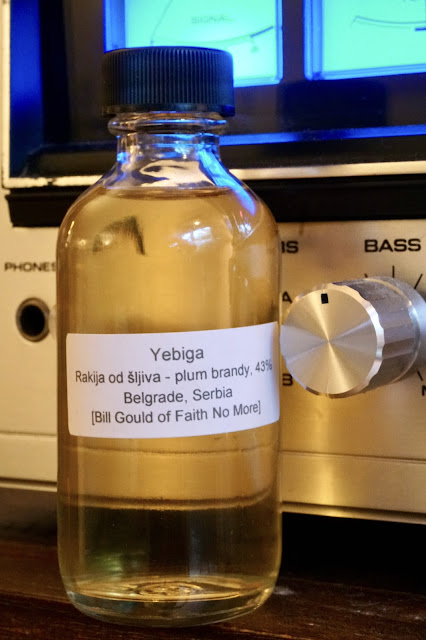 SIGNAL
PHONES
BASS
Yebiga
Rakija od šljiva - plum brandy, 43%
Belgrade, Serbia
[Bill Gould of Faith No More]